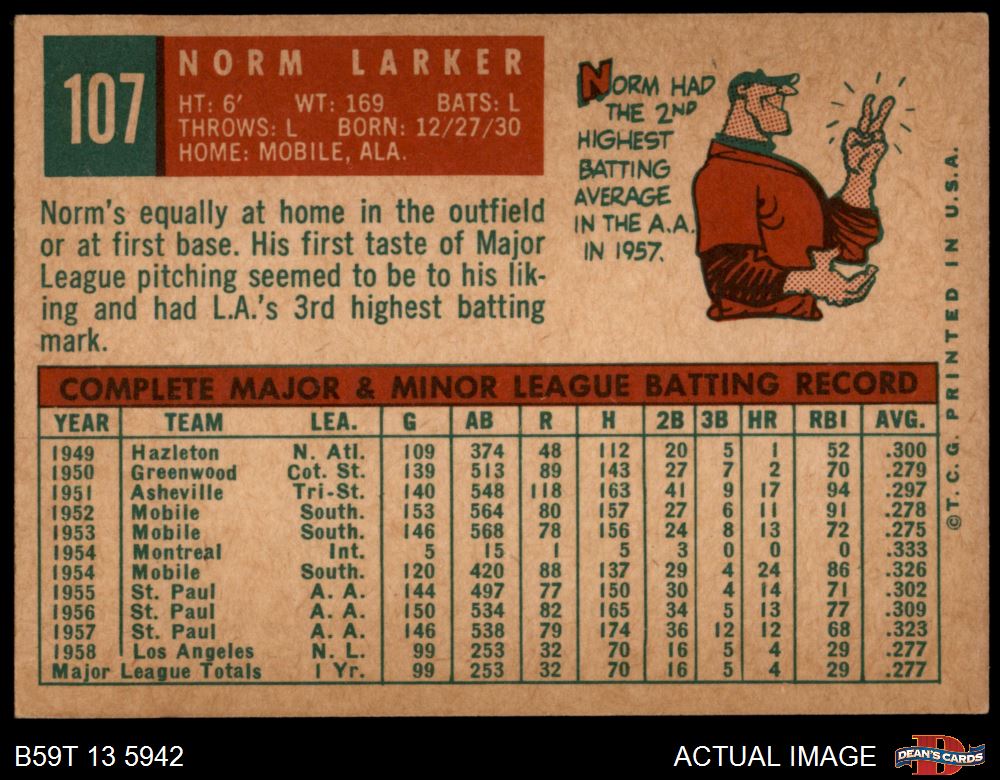 107
NORM LARKER
HT: 6' WT: 169 BATS: L
THROWS: L BORN: 12/27/30
HOME: MOBILE, ALA.
NORM HAD
THE 2ND
HIGHEST
BATTING
AVERAGE
IN THE A.A.
IN 1957.
Norm's equally at home in the outfield
or at first base. His first taste of Major
League pitching seemed to be to his lik-
ing and had L.A.'s 3rd highest batting
mark.
COMPLETE MAJOR & MINOR LEAGUE BATTING RECORD
YEAR TEAM LEA. G AB R H 2B 3B HR RBI AVG.
1949 Hazleton N. Atl. 109 374 48 112 20 5 1 52 .300
1950 Greenwood Cot. St. 139 513 89 143 27 7 2 70 .279
1951 Asheville Tri-St. 140 548 118 163 41 9 17 94 .297
1952 Mobile South. 153 564 80 157 27 6 11 91 .278
1953 Mobile South. 146 568 78 156 24 8 13 72 .275
1954 Montreal Int. 5 15 1 5 3 0 0 0 .333
1954 Mobile South. 120 420 88 137 29 4 24 86 .326
1955 St. Paul A. A. 144 497 77 150 30 4 14 71 .302
1956 St. Paul A. A. 150 534 82 165 34 5 13 77 .309
1957 St. Paul A. A. 146 538 79 174 36 12 12 68 .323
1958 Los Angeles N. L. 99 253 32 70 16 5 4 29 .277
Major League Totals 1 Yr. 99 253 32 70 16 5 4 29 .277
© T. C. G. PRINTED IN U.S.A.
B59T 13 5942
ACTUAL IMAGE
DEAN'S CARDS